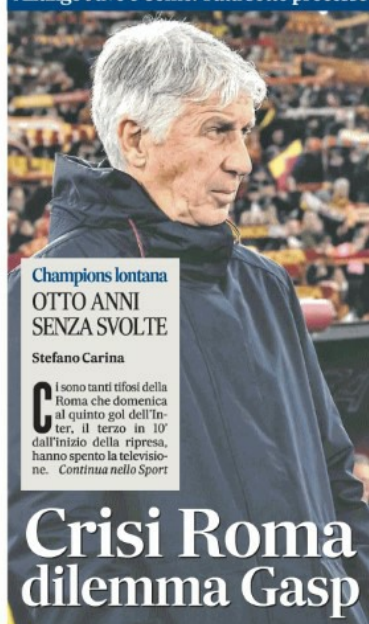 Champions lontana
OTTO ANNI
SENZA SVOLTE
Stefano Carina
Ci sono tanti tifosi della
Roma che domenica
al quinto gol dell'In-
ter, il terzo in 10'
dall'inizio della ripresa,
hanno spento la televisio-
ne. Continua nello Sport
Crisi Roma
dilemma Gasp